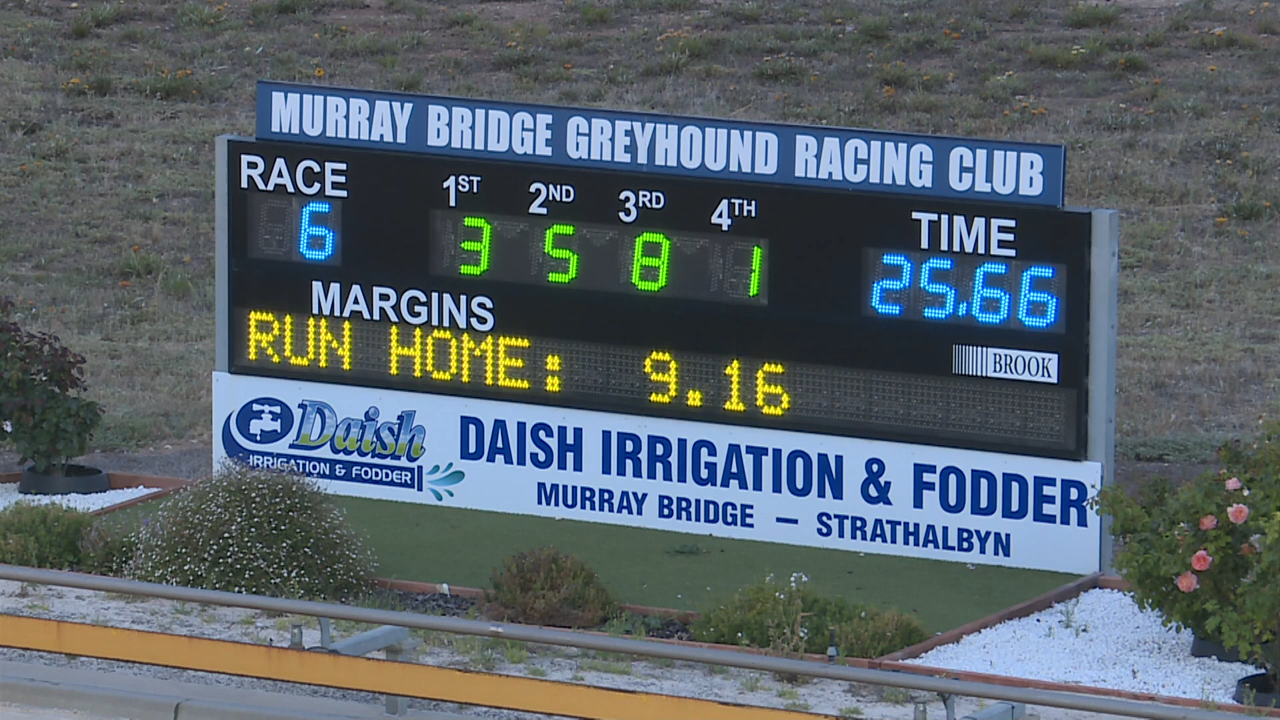 MURRAY BRIDGE GREYHOUND RACING CLUB
RACE 1ST 2ND 3RD 4TH TIME
6 3 5 8 1 25.66
MARGINS
RUN HOME: 9.16
BROOK
Daish
IRRIGATION & FODDER
DAISH IRRIGATION & FODDER
MURRAY BRIDGE – STRATHALBYN